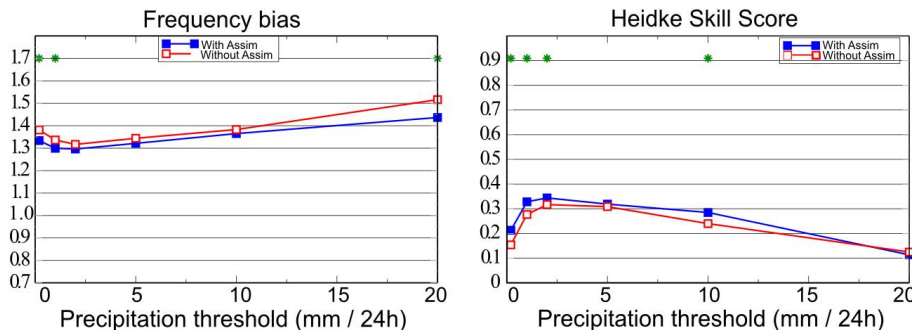 Frequency bias
With Assim
Without Assim
1.7
1.6
1.5
1.4
1.3
1.2
1.1
1.0
0.9
0.8
0.7
0 5 10 15 20
Precipitation threshold (mm / 24h)
Heidke Skill Score
With Assim
Without Assim
0.9
0.8
0.7
0.6
0.5
0.4
0.3
0.2
0.1
0
0 5 10 15 20
Precipitation threshold (mm / 24h)